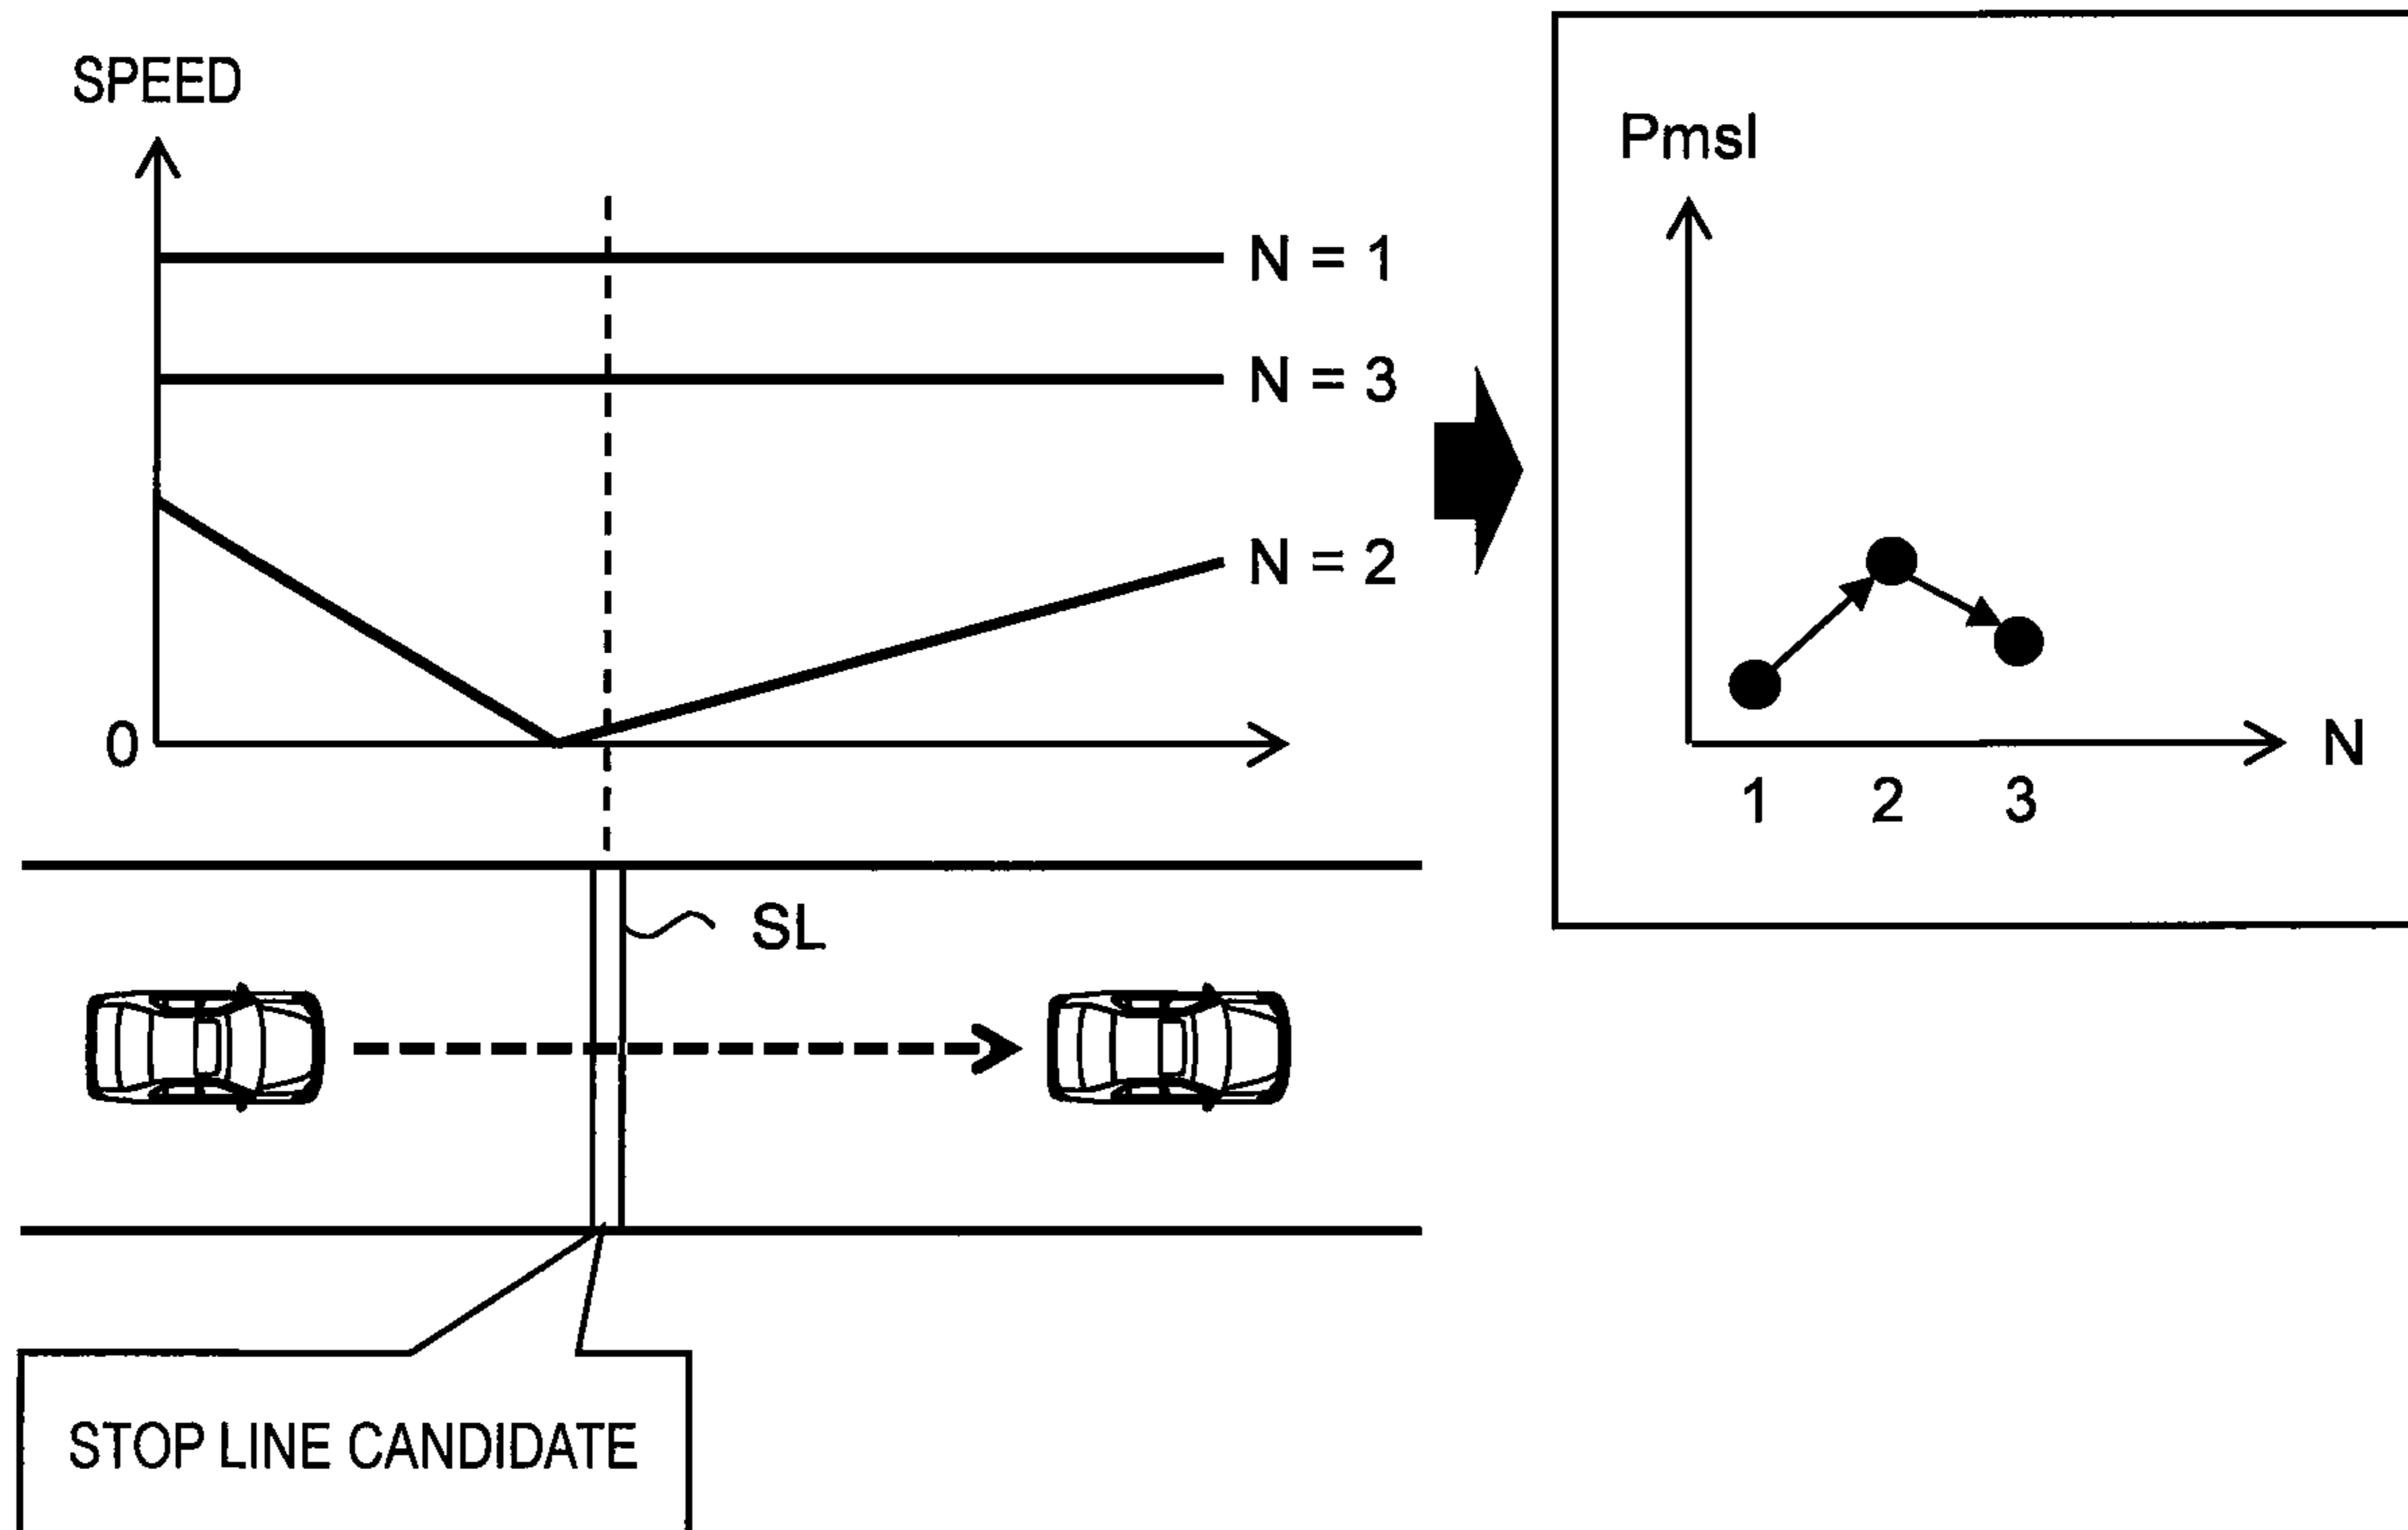 SPEED
N = 1
N = 3
N = 2
0
Pmsl
N
1 2 3
SL
STOP LINE CANDIDATE